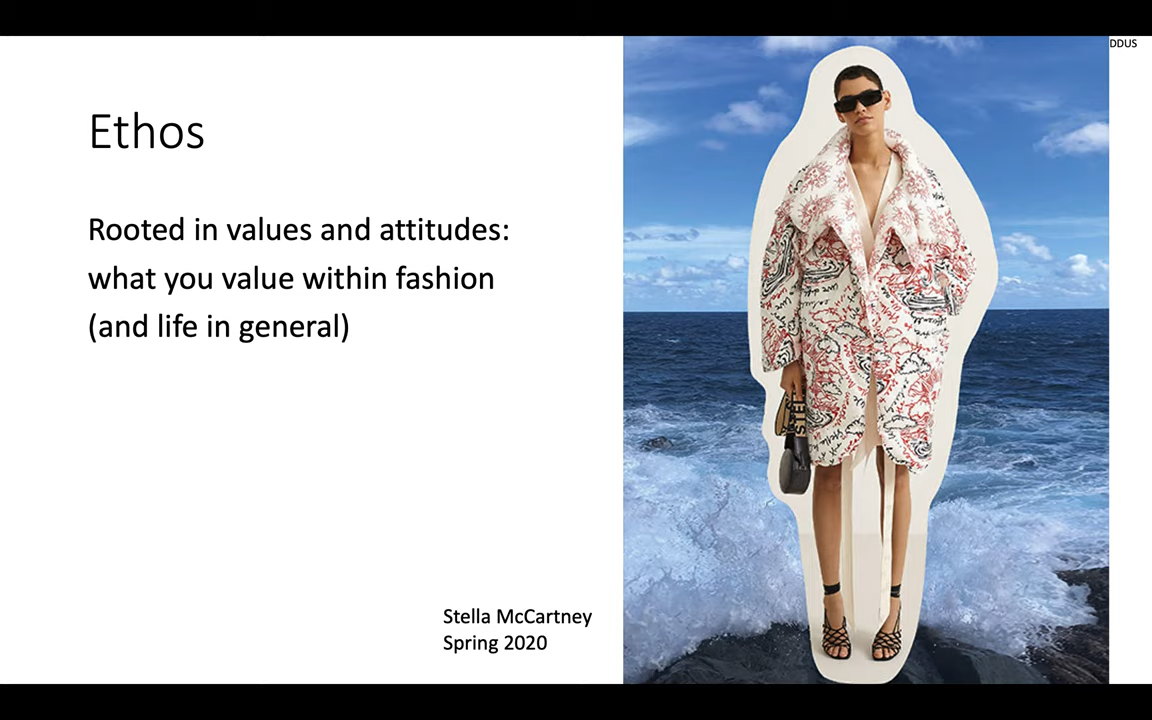 DDUS
Ethos
Rooted in values and attitudes:
what you value within fashion
(and life in general)
Stella McCartney
Spring 2020